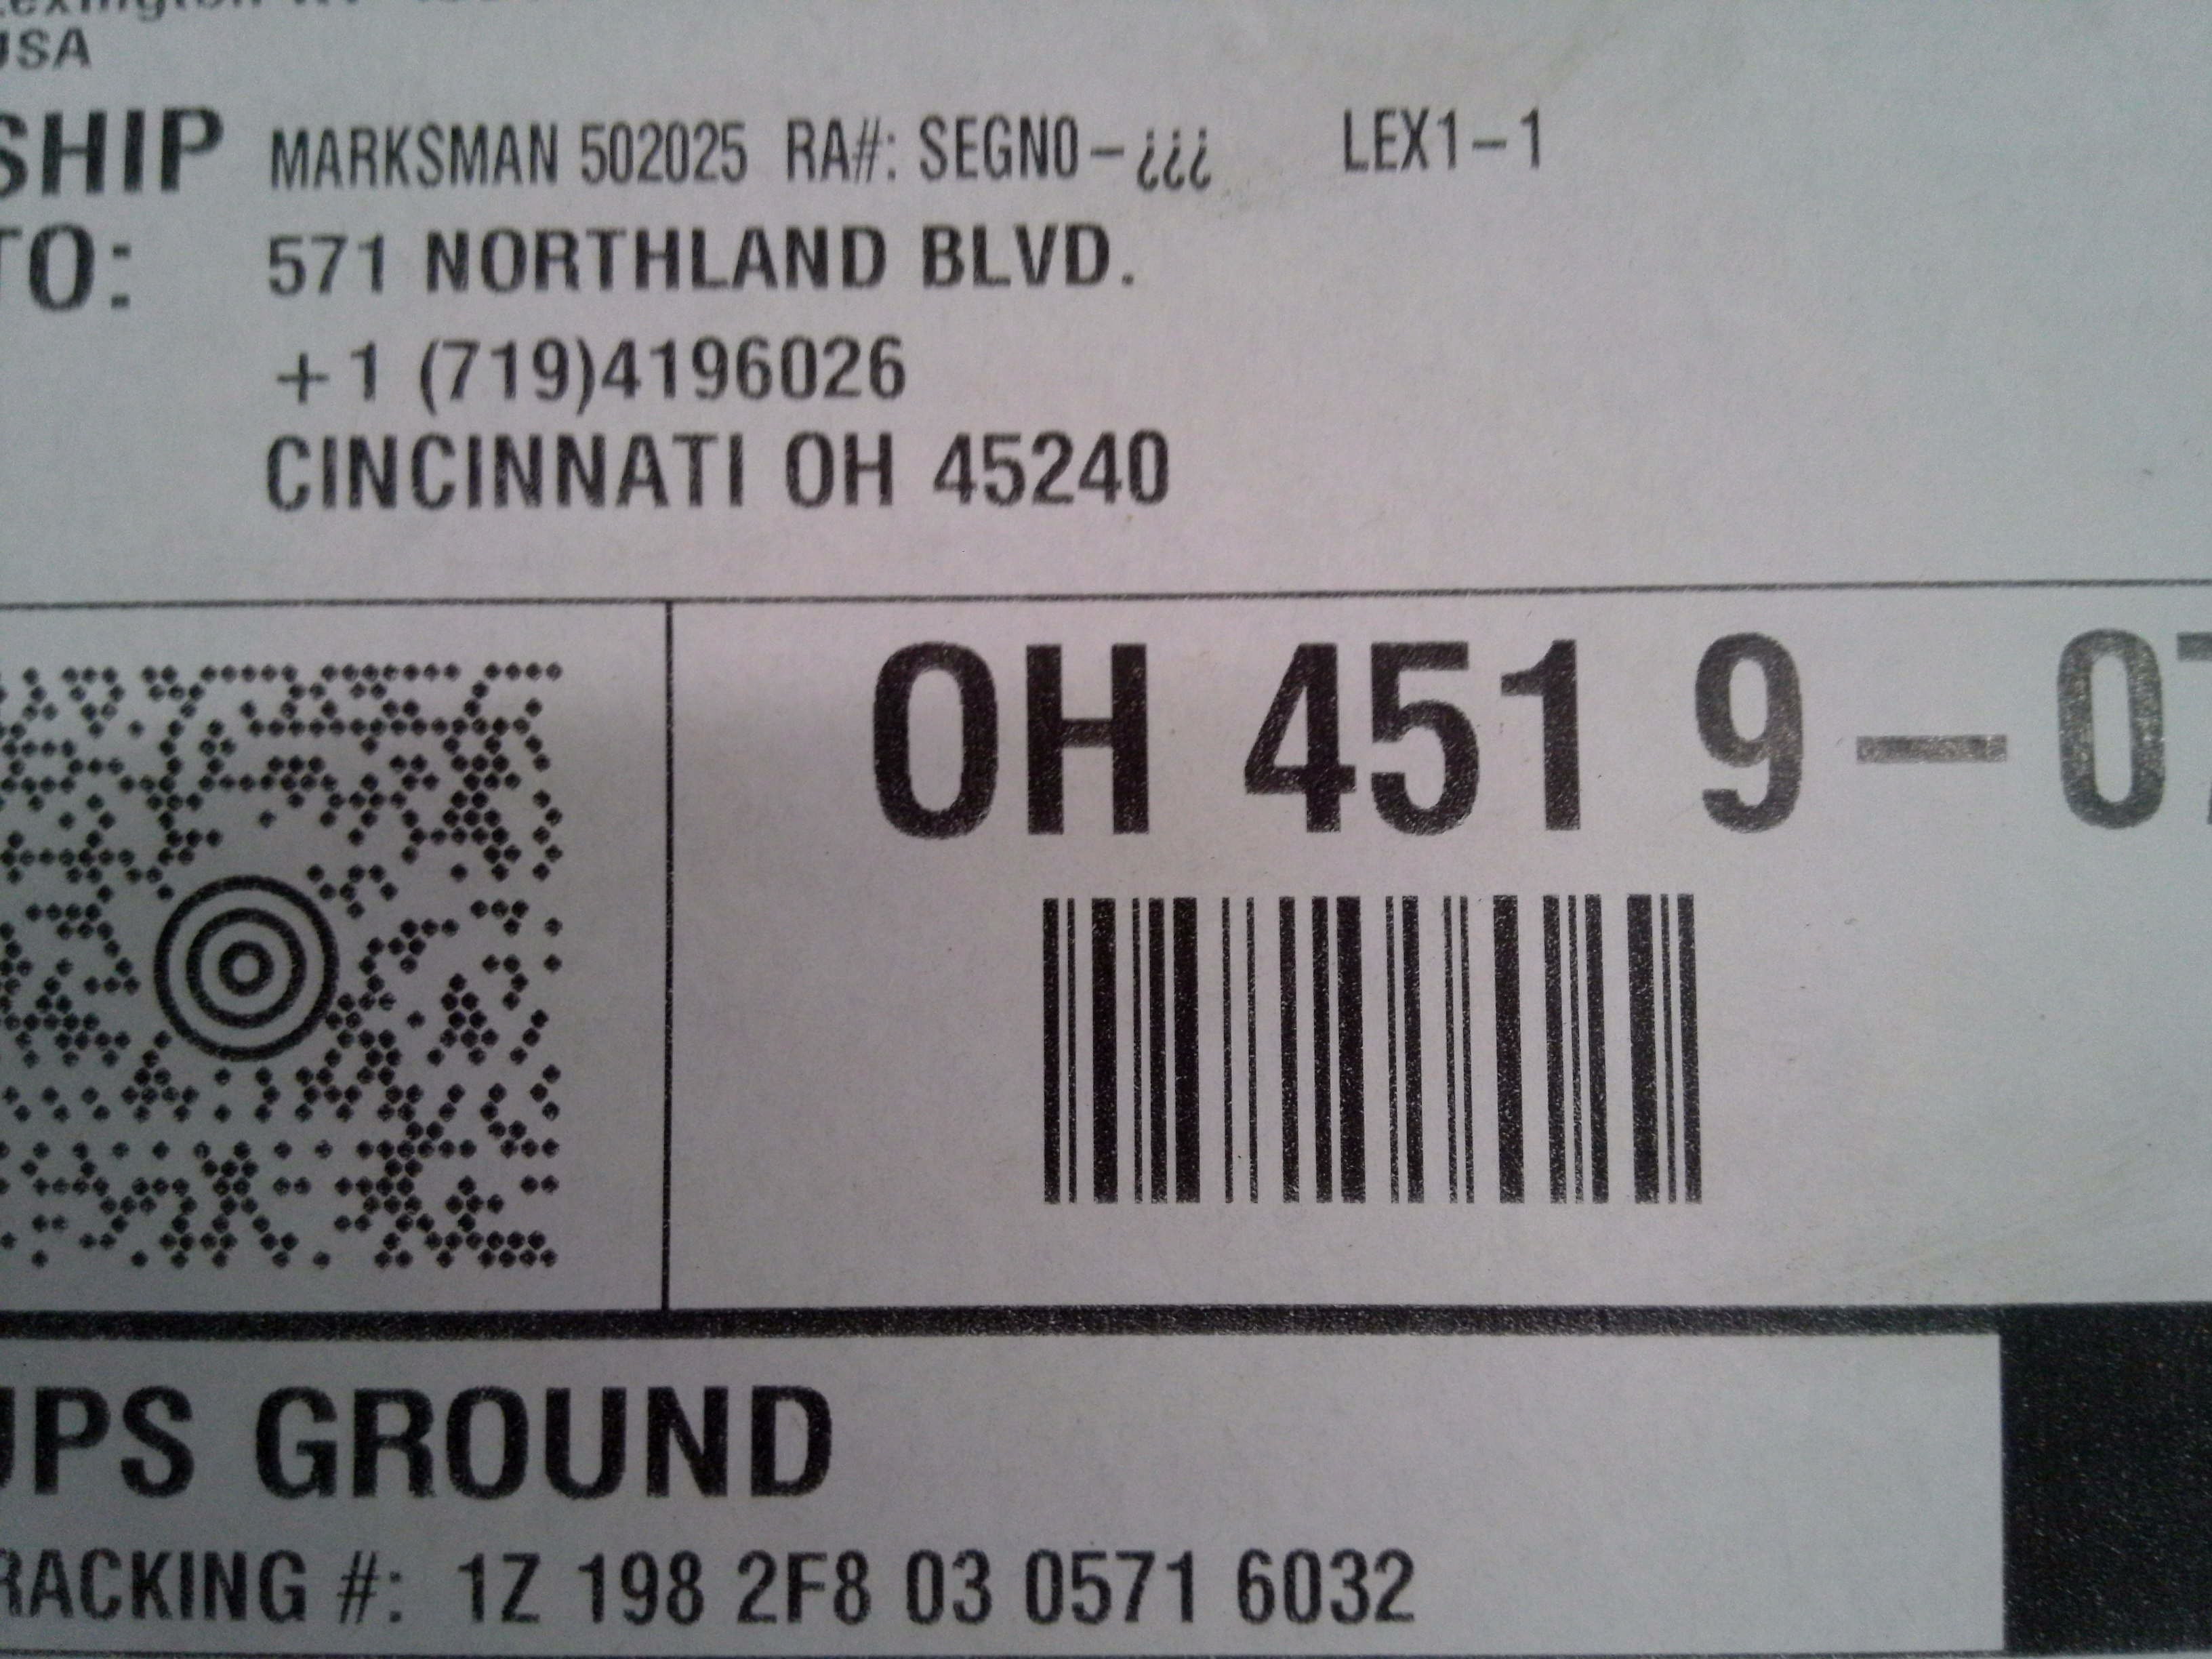 USA
SHIP MARKSMAN 502025 RA#: SEGNO-¿¿¿ LEX1-1
TO: 571 NORTHLAND BLVD.
+1 (719)4196026
CINCINNATI OH 45240
OH 451 9-07
UPS GROUND
TRACKING #: 1Z 198 2F8 03 0571 6032